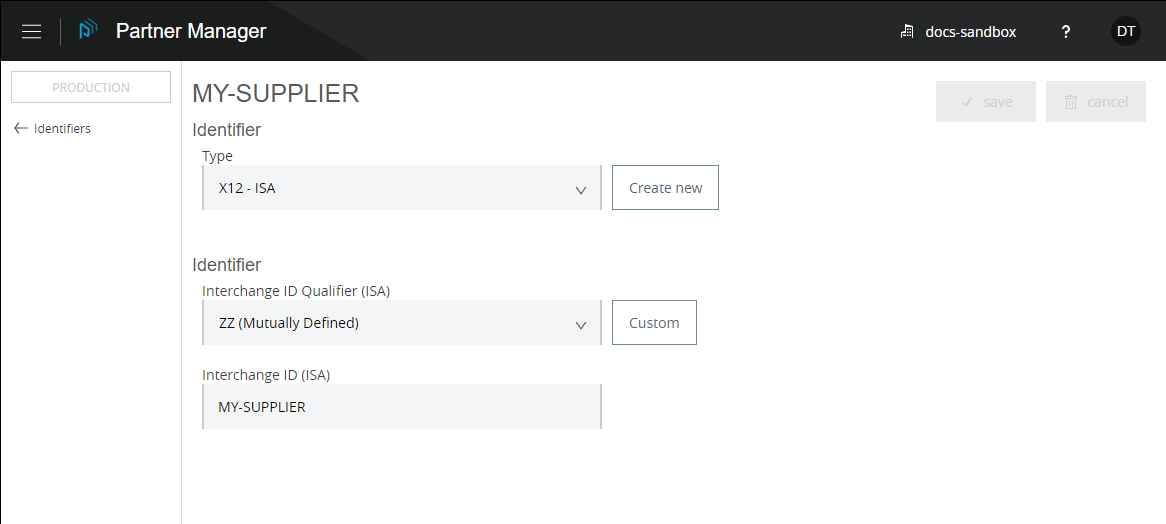 Partner Manager
docs-sandbox
?
DT
PRODUCTION
Identifiers
MY-SUPPLIER
save
cancel
Identifier
Type
X12 - ISA
Create new
Identifier
Interchange ID Qualifier (ISA)
ZZ (Mutually Defined)
Custom
Interchange ID (ISA)
MY-SUPPLIER